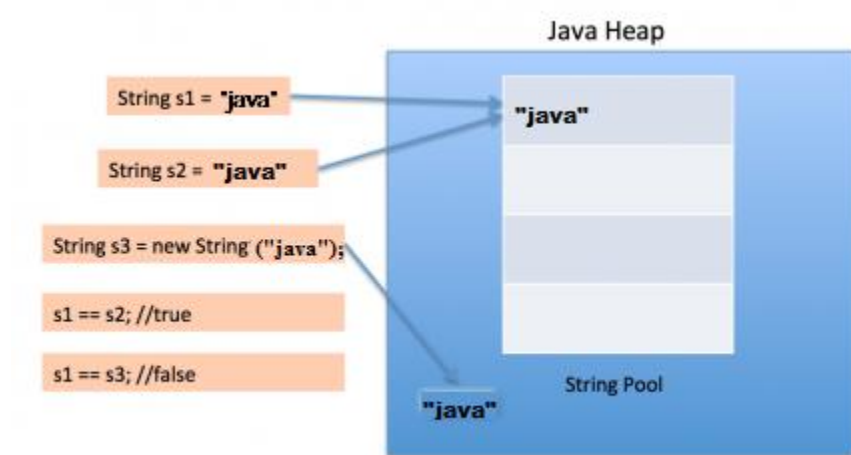 Java Heap
String s1 = "java"
"java"
String s2 = "java"
String s3 = new String ("java");
s1 == s2; //true
s1 == s3; //false
String Pool
"java"